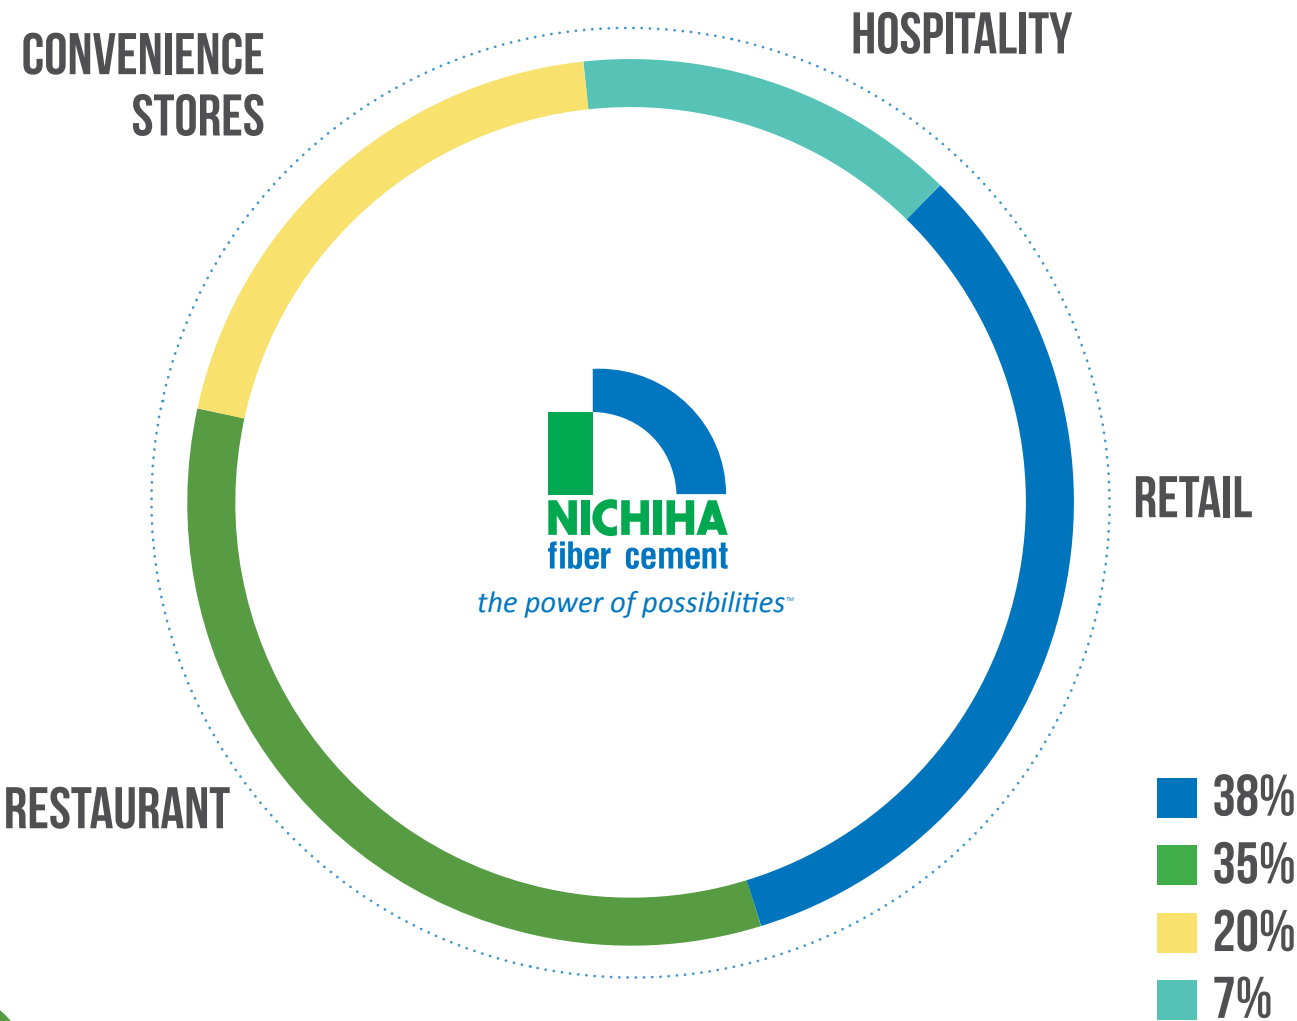 HOSPITALITY
CONVENIENCE
STORES
NICHIHA
fiber cement
the power of possibilities™
RETAIL
RESTAURANT
38%
35%
20%
7%